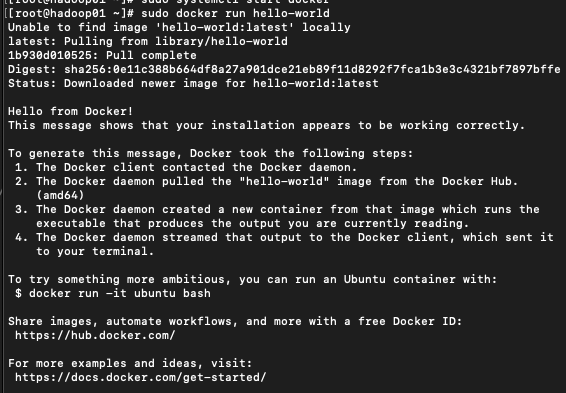 [[root@hadoop01 ~]# sudo systemctl start docker
[[root@hadoop01 ~]# sudo docker run hello-world
Unable to find image 'hello-world:latest' locally
latest: Pulling from library/hello-world
1b930d010525: Pull complete
Digest: sha256:0e11c388b664df8a27a901dce21eb89f11d8292f7fca1b3e3c4321bf7897bffe
Status: Downloaded newer image for hello-world:latest
Hello from Docker!
This message shows that your installation appears to be working correctly.
To generate this message, Docker took the following steps:
1. The Docker client contacted the Docker daemon.
2. The Docker daemon pulled the "hello-world" image from the Docker Hub.
(amd64)
3. The Docker daemon created a new container from that image which runs the
executable that produces the output you are currently reading.
4. The Docker daemon streamed that output to the Docker client, which sent it
to your terminal.
To try something more ambitious, you can run an Ubuntu container with:
$ docker run -it ubuntu bash
Share images, automate workflows, and more with a free Docker ID:
https://hub.docker.com/
For more examples and ideas, visit:
https://docs.docker.com/get-started/